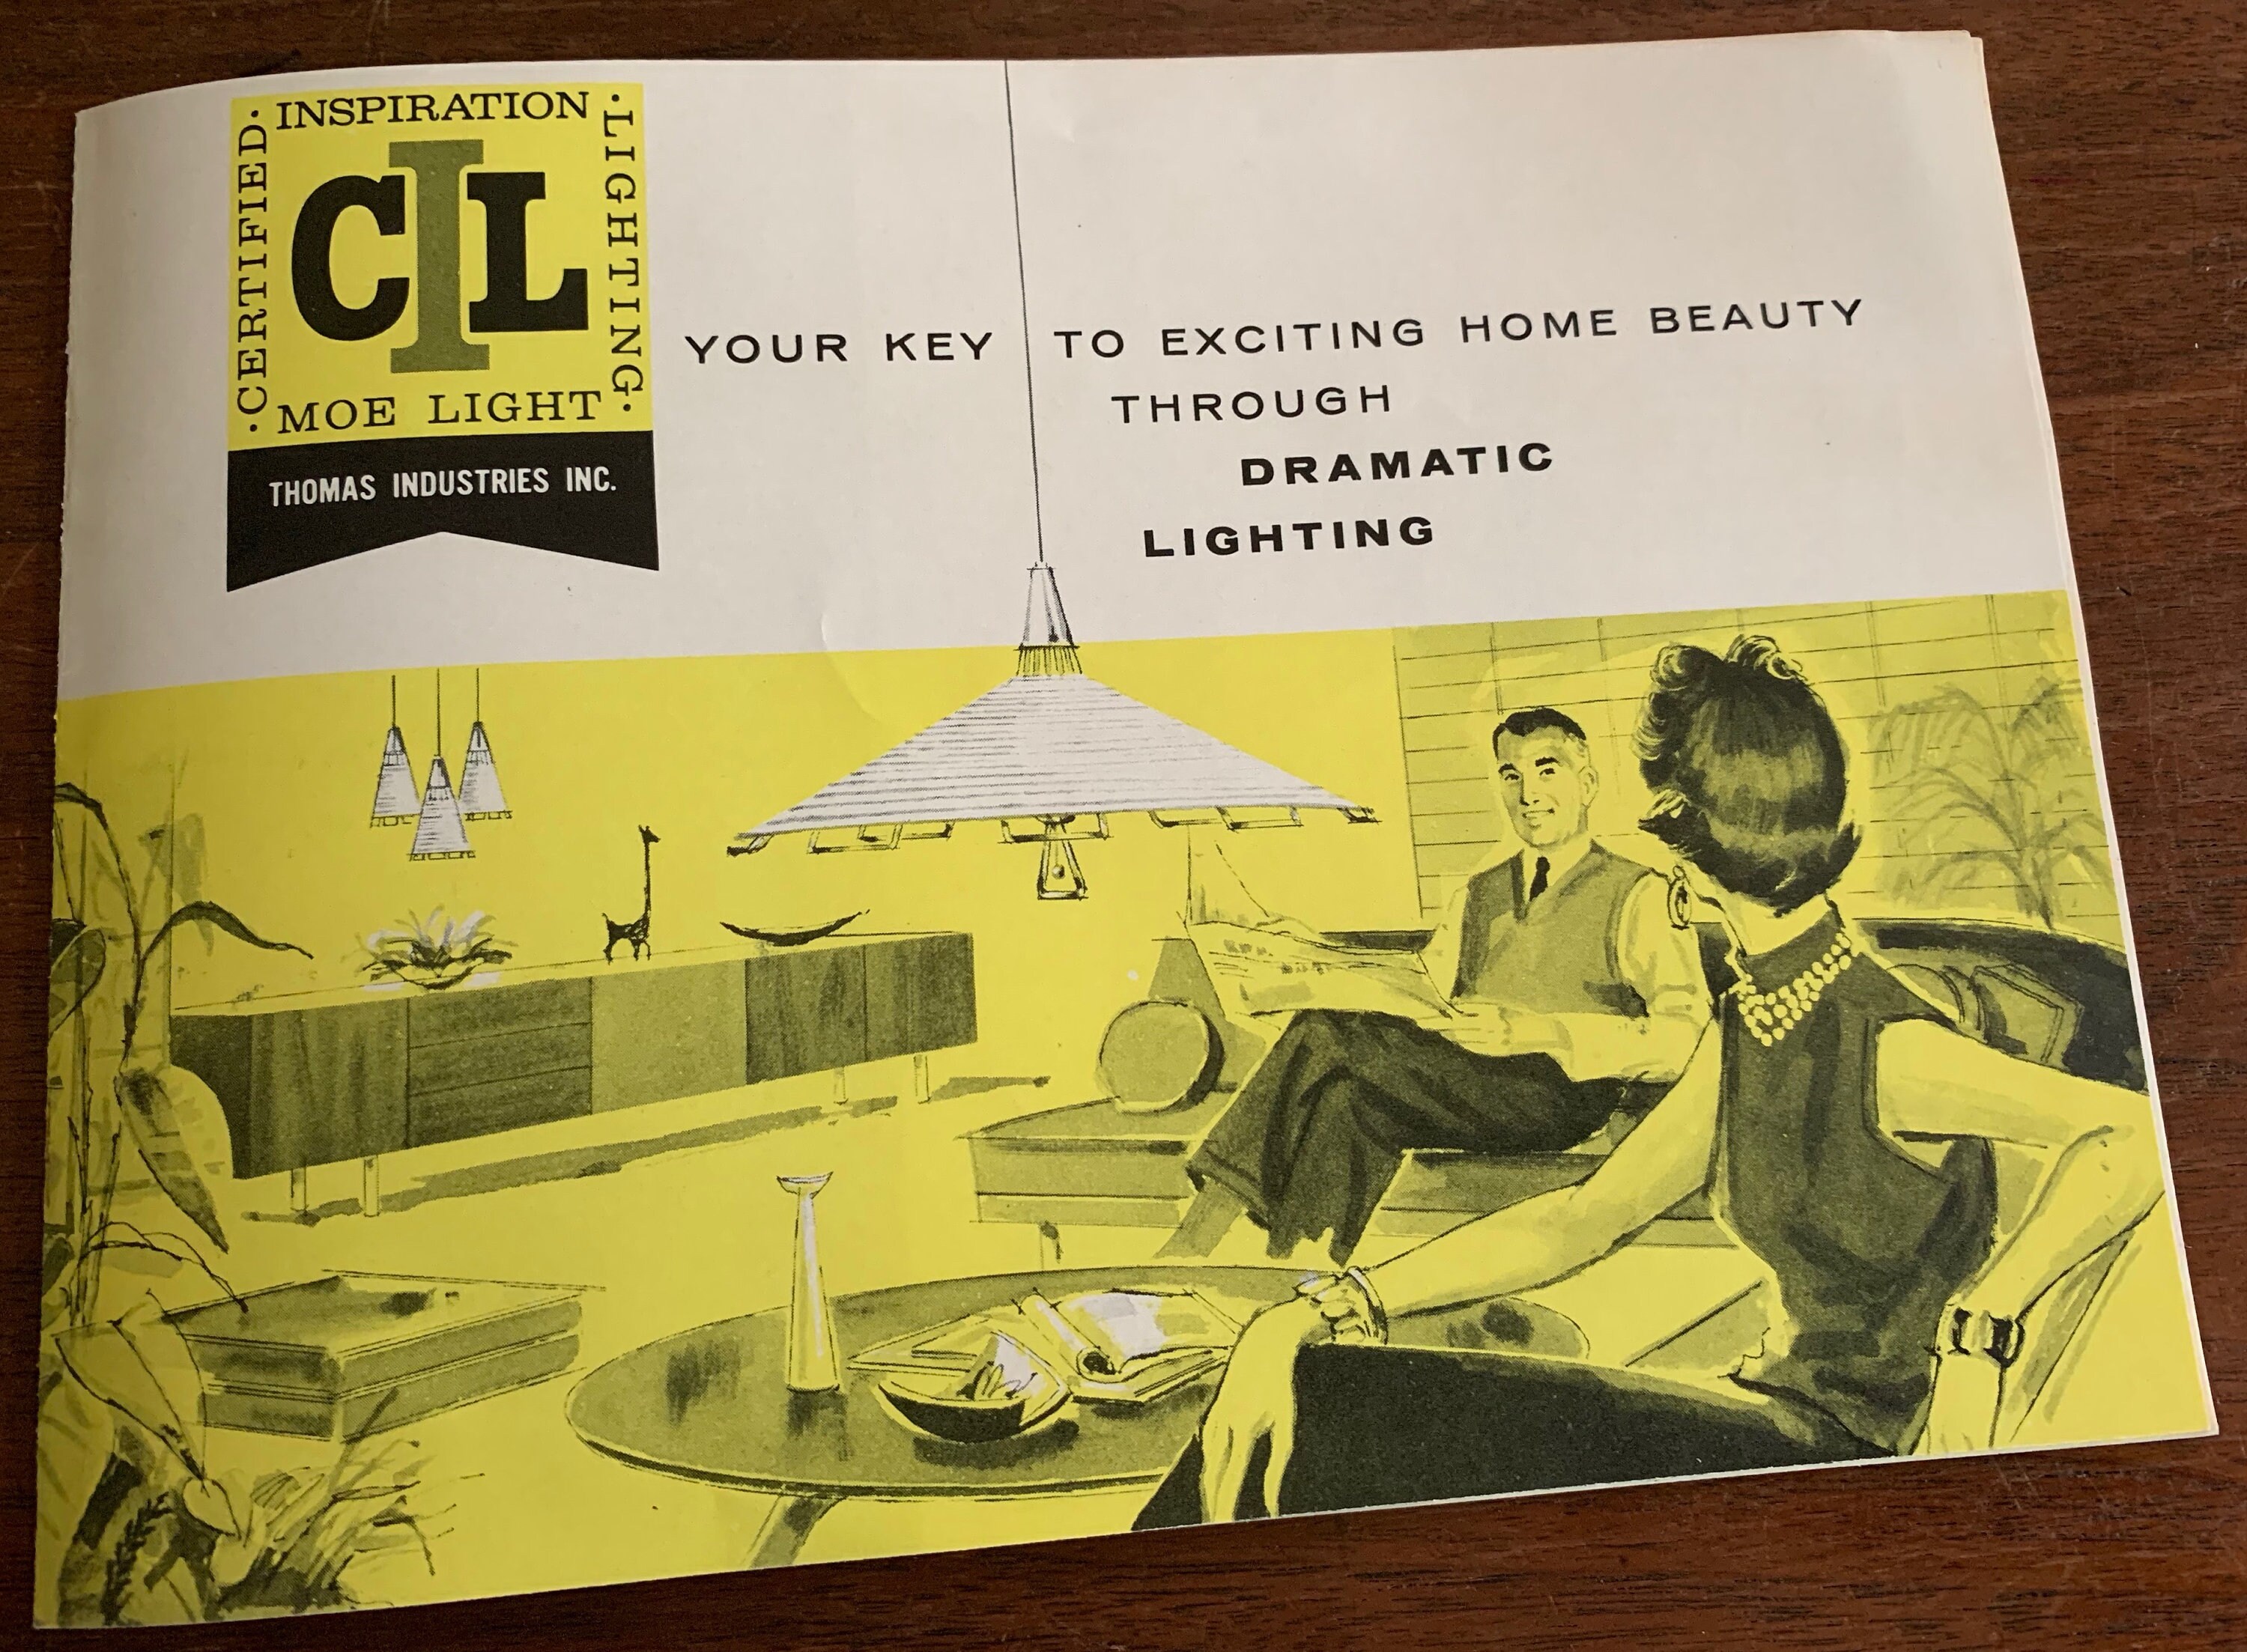 · INSPIRATION ·
CERTIFIED
CIL
LIGHTING
· MOE LIGHT ·
THOMAS INDUSTRIES INC.
YOUR KEY TO EXCITING HOME BEAUTY
THROUGH
DRAMATIC
LIGHTING